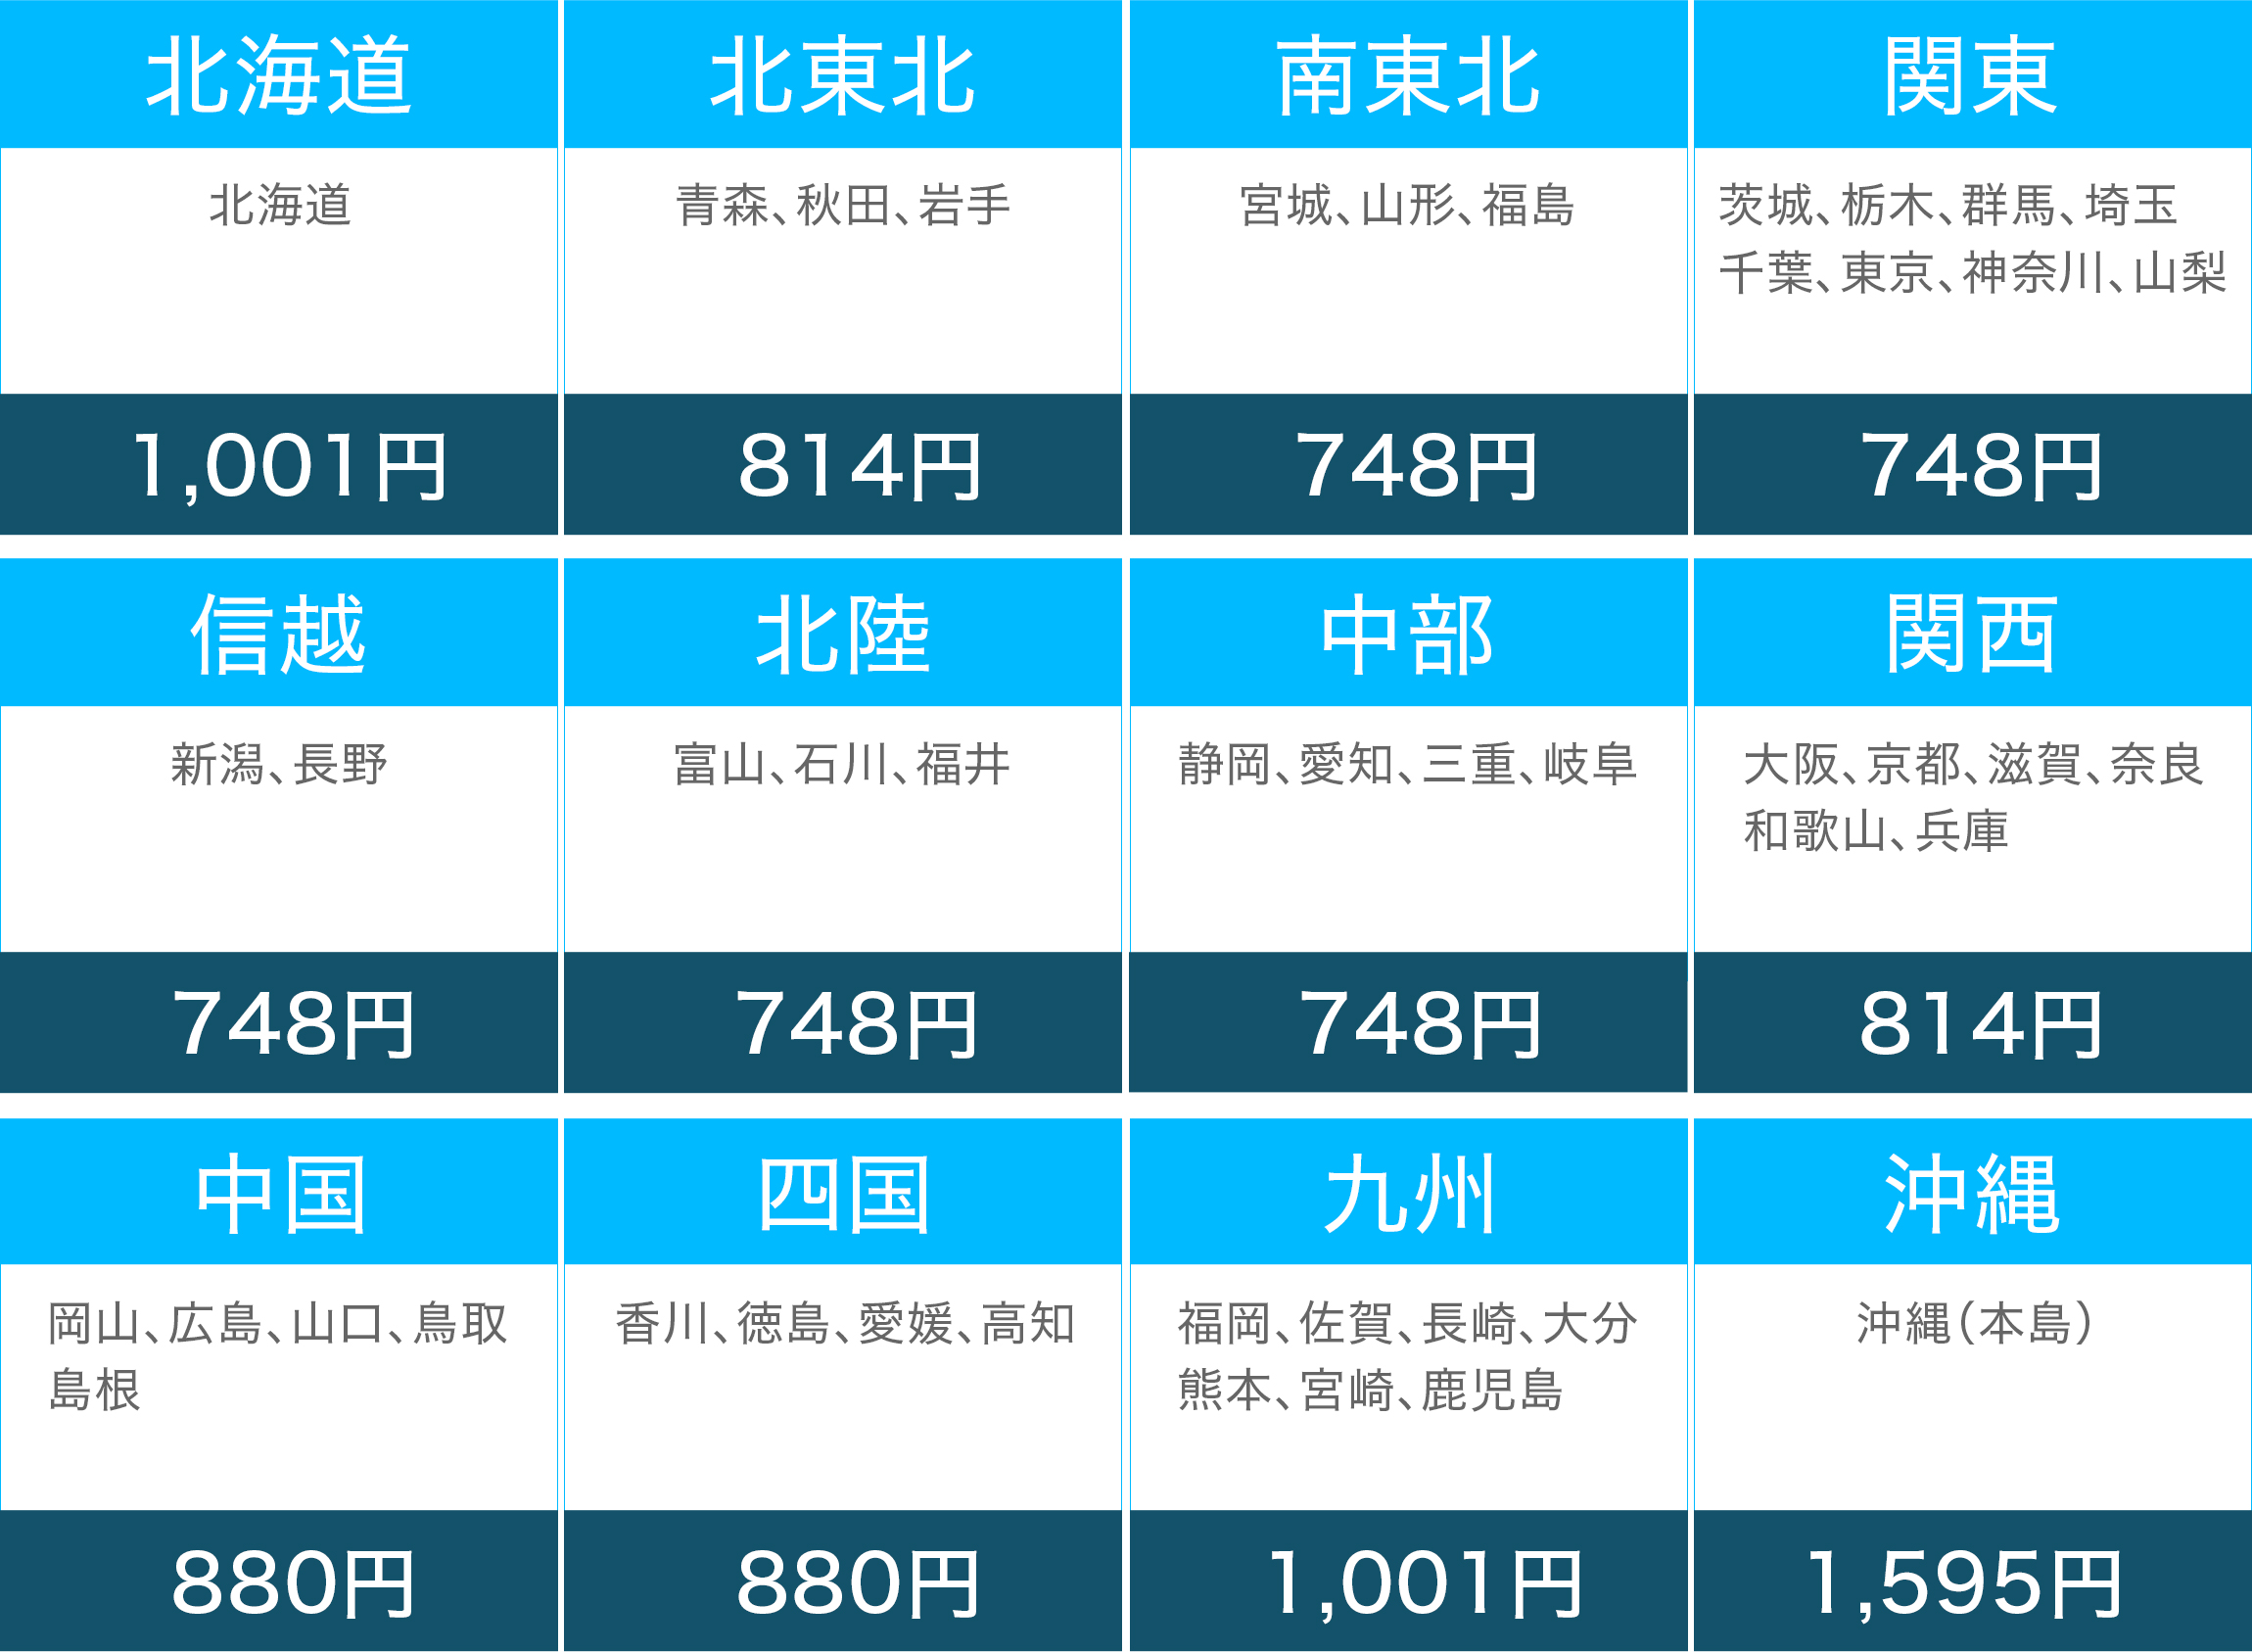 北海道
北海道
1,001円
北東北
青森、秋田、岩手
814円
南東北
宮城、山形、福島
748円
関東
茨城、栃木、群馬、埼玉
千葉、東京、神奈川、山梨
748円
信越
新潟、長野
748円
北陸
富山、石川、福井
748円
中部
静岡、愛知、三重、岐阜
748円
関西
大阪、京都、滋賀、奈良
和歌山、兵庫
814円
中国
岡山、広島、山口、鳥取
島根
880円
四国
香川、徳島、愛媛、高知
880円
九州
福岡、佐賀、長崎、大分
熊本、宮崎、鹿児島
1,001円
沖縄
沖縄（本島）
1,595円